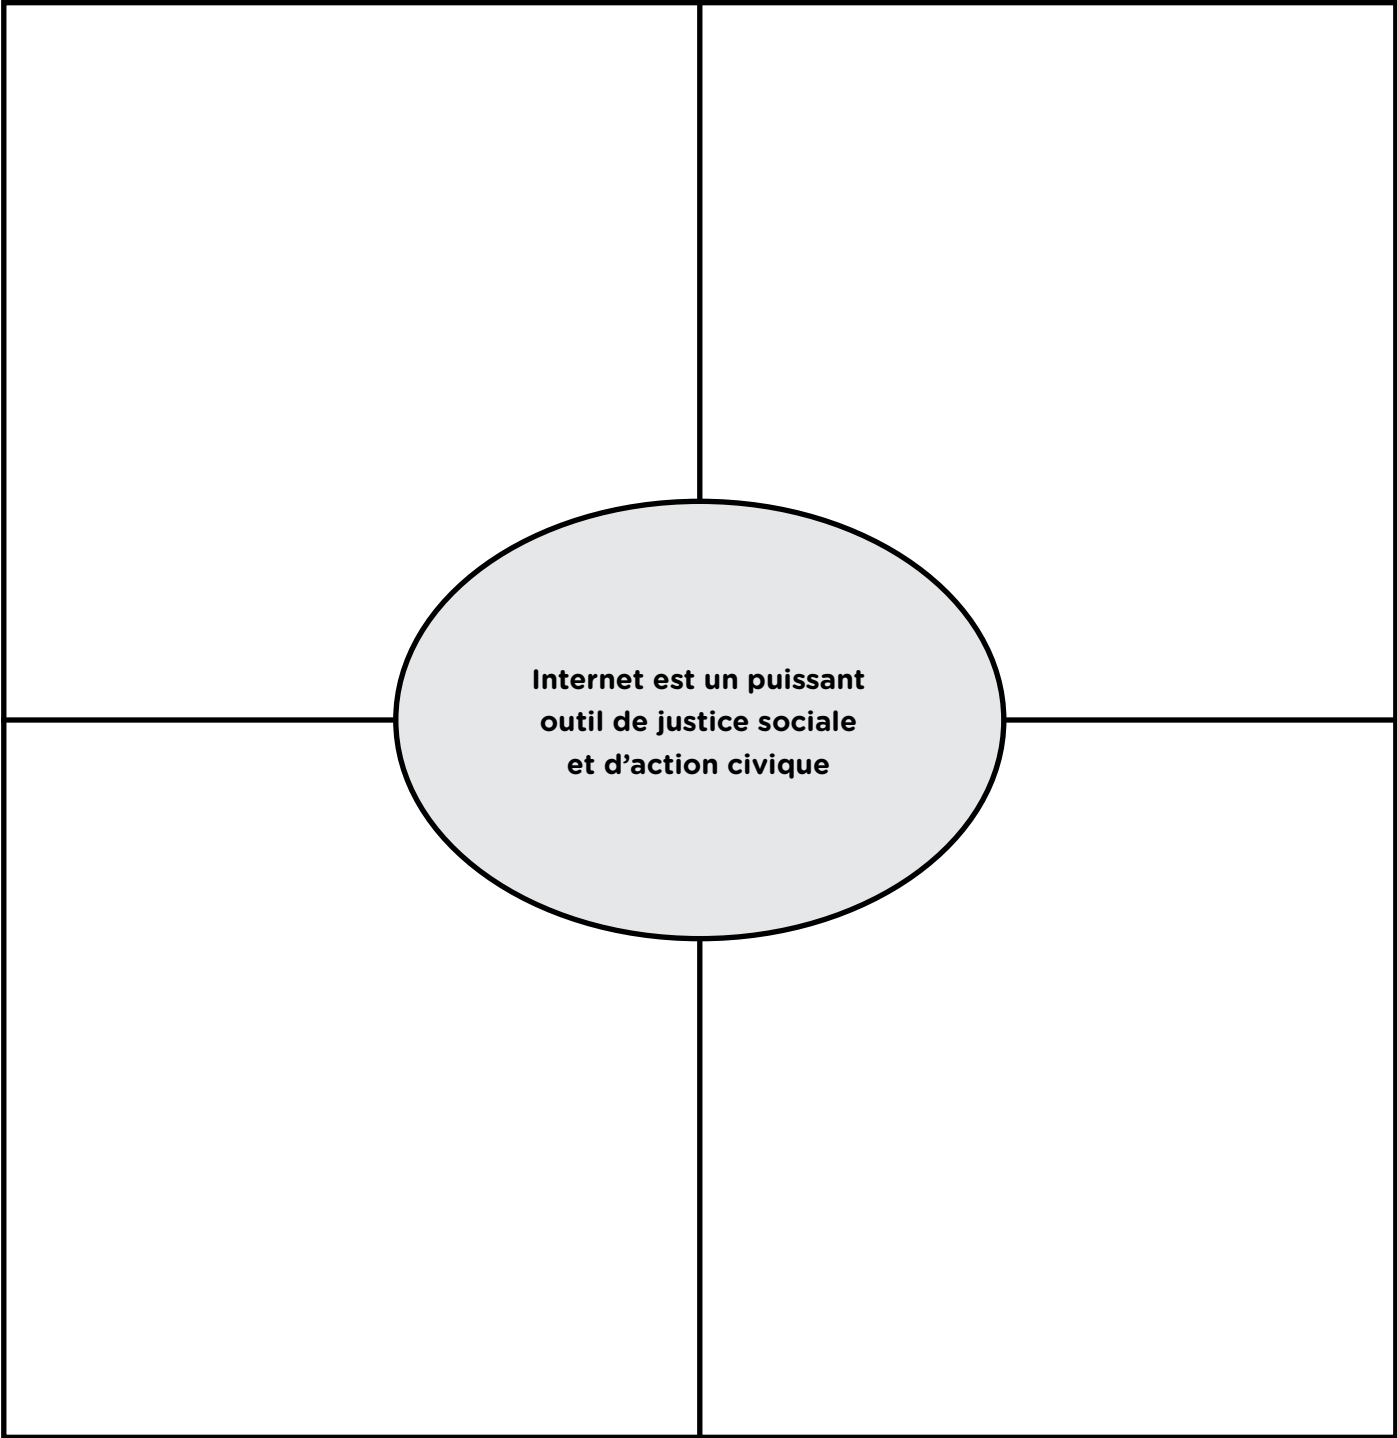 Internet est un puissant
outil de justice sociale
et d’action civique